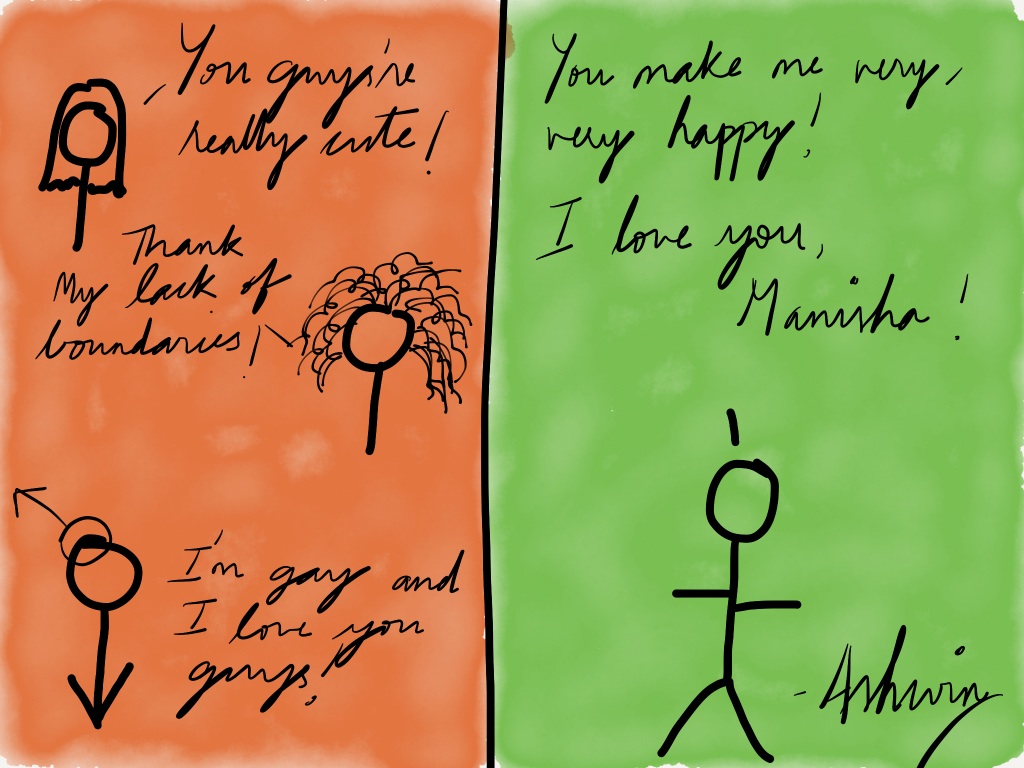 You guys're
really cute!
Thank
My lack of
boundaries!
I'm gay and
I love you
guys!
You make me very,
very happy!
I love you,
Manisha!
- Ashwin